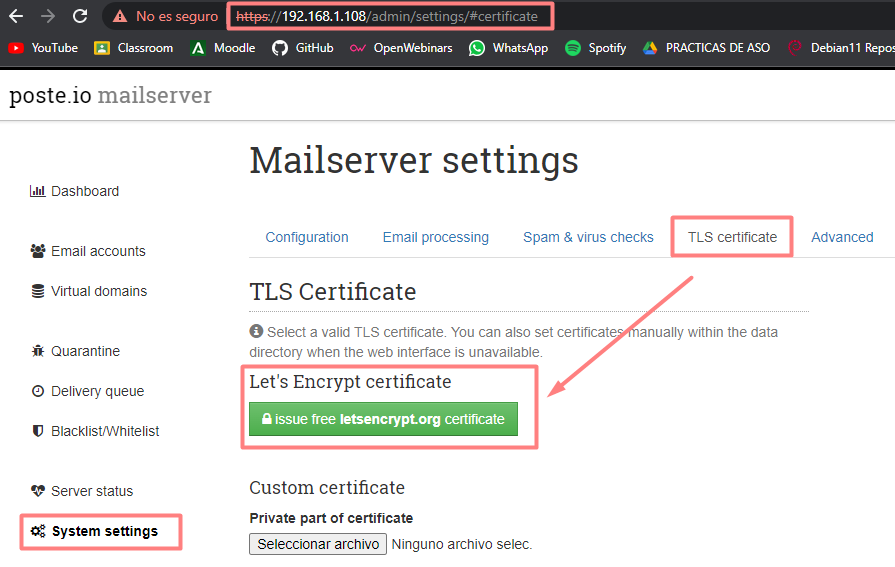 No es seguro https://192.168.1.108/admin/settings/#certificate
YouTube Classroom Moodle GitHub OpenWebinars WhatsApp Spotify PRACTICAS DE ASO Debian11 Repos
poste.io mailserver
Mailserver settings
Dashboard
Configuration Email processing Spam & virus checks TLS certificate Advanced
Email accounts
Virtual domains
TLS Certificate
Select a valid TLS certificate. You can also set certificates manually within the data
directory when the web interface is unavailable.
Quarantine
Let's Encrypt certificate
Delivery queue
issue free letsencrypt.org certificate
Blacklist/Whitelist
Server status
Custom certificate
Private part of certificate
System settings
Seleccionar archivo Ninguno archivo selec.